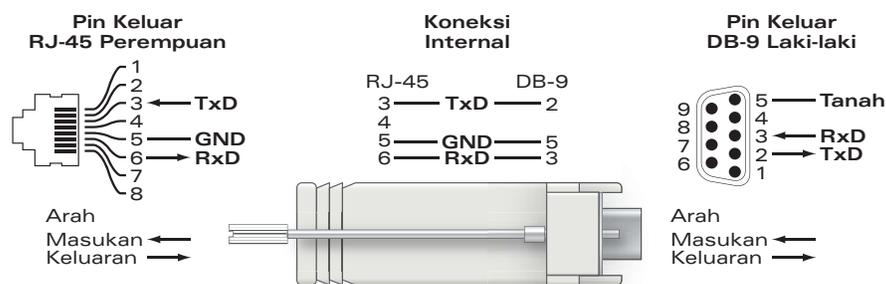 Pin Keluar
RJ-45 Perempuan
1
2
3 TxD
4
5 GND
6 RxD
7
8
Arah
Masukan
Keluaran
Koneksi
Internal
RJ-45 DB-9
3 TxD 2
4
5 GND 5
6 RxD 3
Pin Keluar
DB-9 Laki-laki
5 Tanah
9
4
8
3 RxD
7
2 TxD
6
1
Arah
Masukan
Keluaran